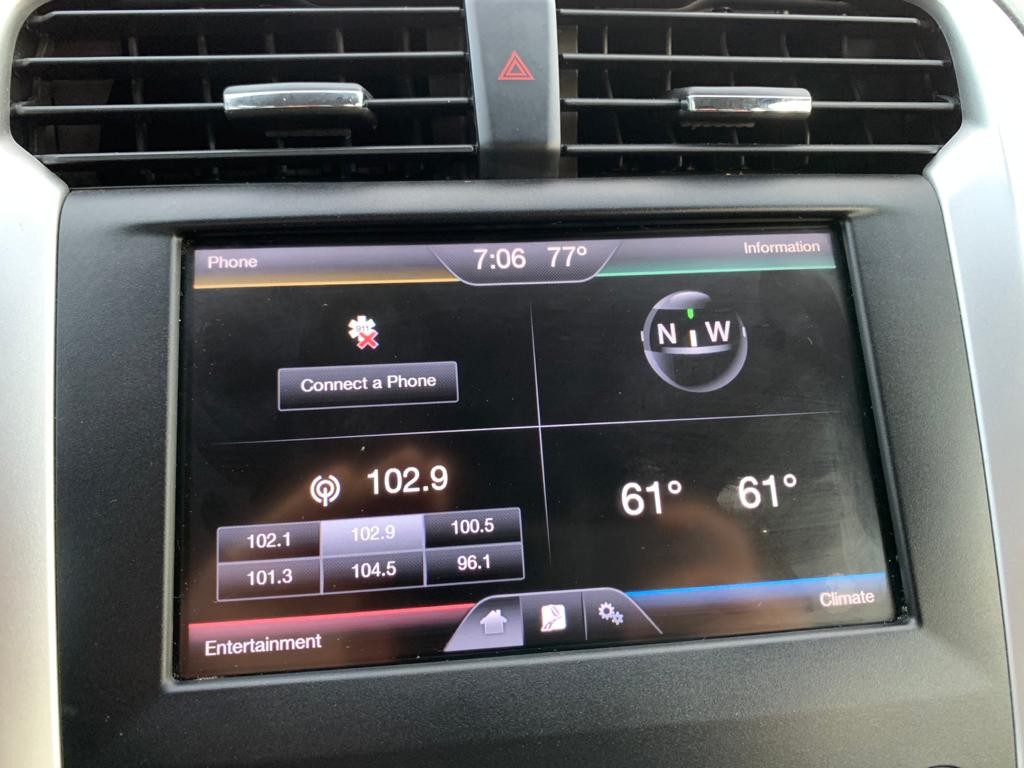 Phone
7:06 77°
Information
911
Connect a Phone
N W
102.9
102.1 102.9 100.5
101.3 104.5 96.1
61° 61°
Entertainment
Climate